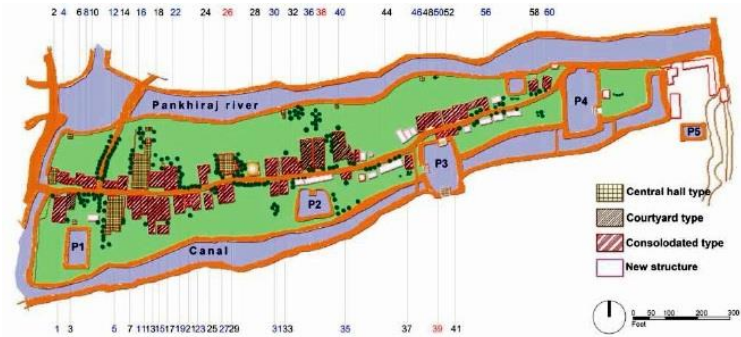 2 4 6 8 10 12 14 16 18 22 24 26 28 30 32 36 38 40 44 46 48 50 52 56 58 60
Pankhiraj river
P4
P5
P3
P2
P1
Canal
Central hall type
Courtyard type
Consolodated type
New structure
0 50 100 200 300
Feet
1 3 5 7 11 13 15 17 19 21 23 25 27 29 31 33 35 37 39 41